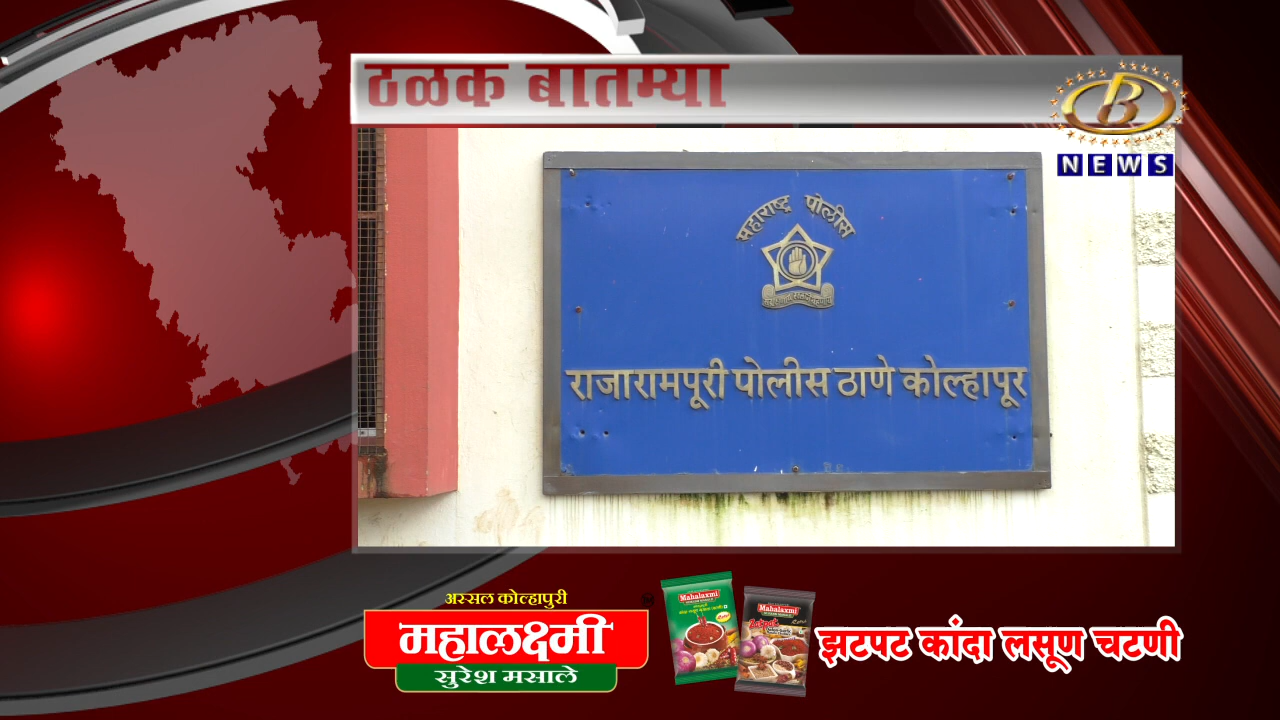 ठळक बातम्या
B
NEWS
महाराष्ट्र पोलीस
राजारामपूरी पोलीस ठाणे कोल्हापूर
अस्सल कोल्हापुरी
महालक्ष्मी
सुरेश मसाले
Mahalaxmi
Mahalaxmi
झटपट कांदा लसूण चटणी